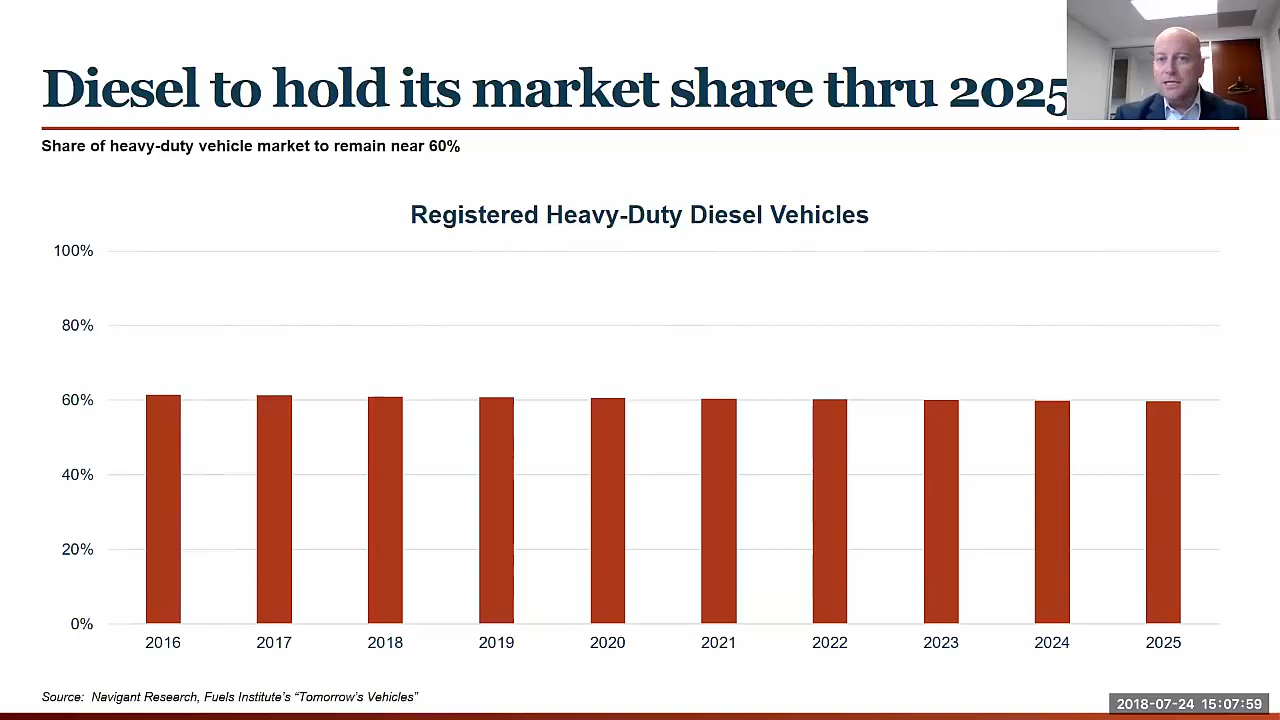 Diesel to hold its market share thru 2025
Share of heavy-duty vehicle market to remain near 60%
Registered Heavy-Duty Diesel Vehicles
100%
80%
60%
40%
20%
0%
2016 2017 2018 2019 2020 2021 2022 2023 2024 2025
Source: Navigant Research, Fuels Institute's “Tomorrow's Vehicles”
2018-07-24 15:07:59